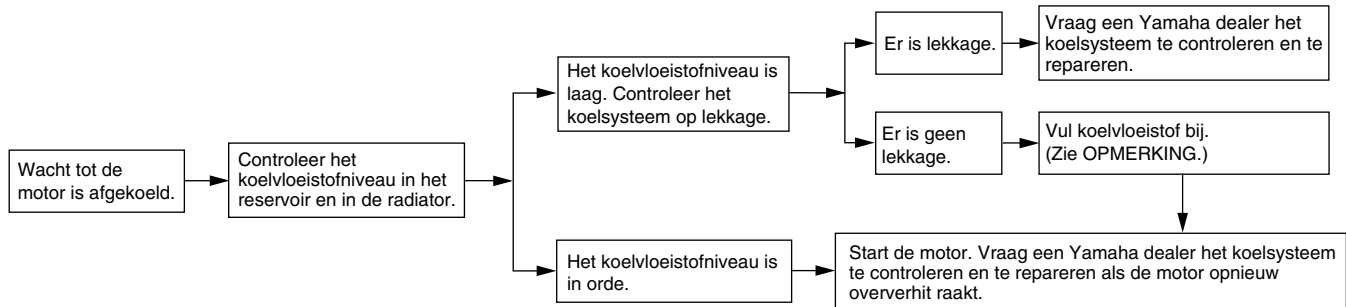 Wacht tot de
motor is afgekoeld.
Controleer het
koelvloeistofniveau in het
reservoir en in de radiator.
Het koelvloeistofniveau is
laag. Controleer het
koelsysteem op lekkage.
Er is lekkage.
Vraag een Yamaha dealer het
koelsysteem te controleren en te
repareren.
Er is geen
lekkage.
Vul koelvloeistof bij.
(Zie OPMERKING.)
Het koelvloeistofniveau is
in orde.
Start de motor. Vraag een Yamaha dealer het koelsysteem
te controleren en te repareren als de motor opnieuw
oververhit raakt.